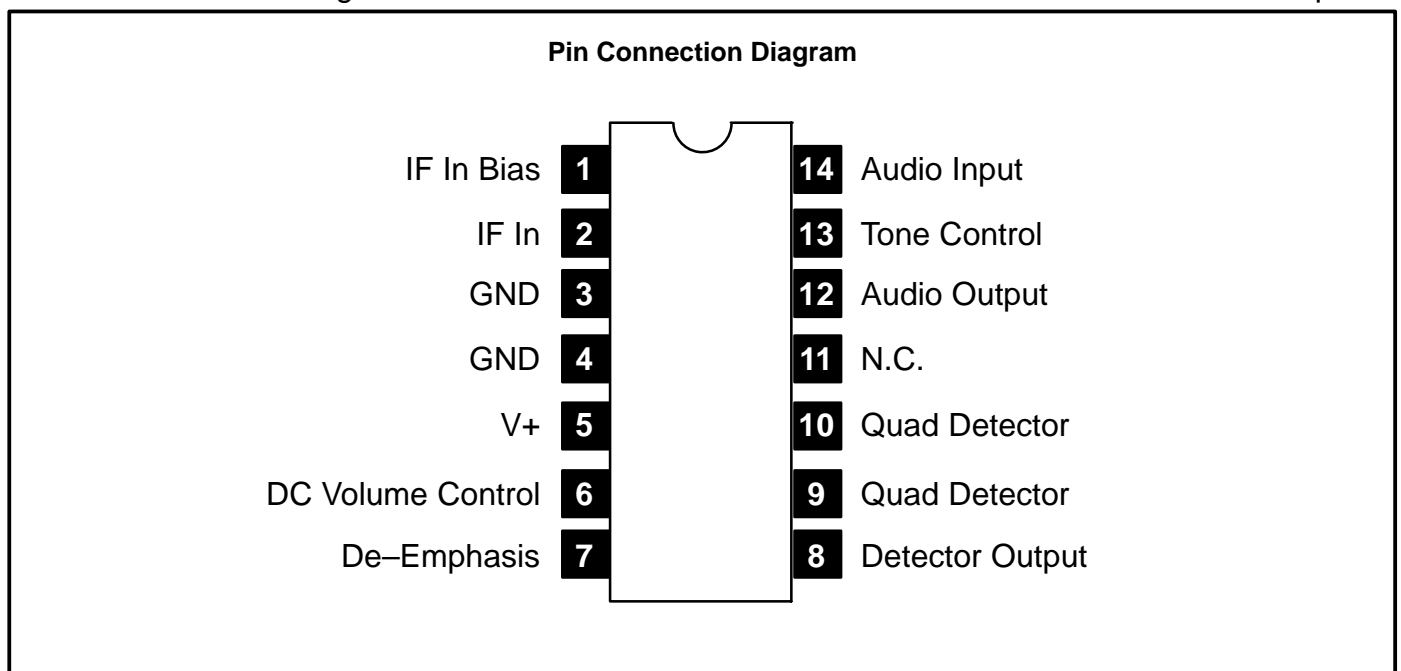 Pin Connection Diagram
IF In Bias 1
14 Audio Input
IF In 2
13 Tone Control
GND 3
12 Audio Output
GND 4
11 N.C.
V+ 5
10 Quad Detector
DC Volume Control 6
9 Quad Detector
De–Emphasis 7
8 Detector Output